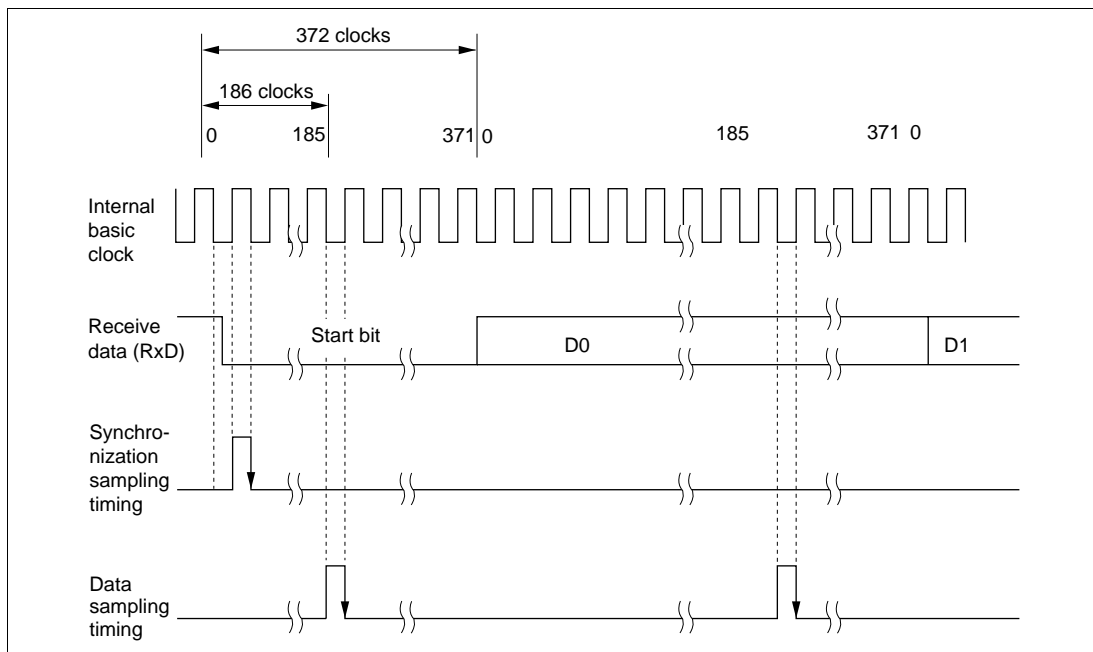 372 clocks
186 clocks
0
185
371 0
185
371 0
Internal
basic
clock
Receive
data (RxD)
Start bit
D0
D1
Synchro-
nization
sampling
timing
Data
sampling
timing